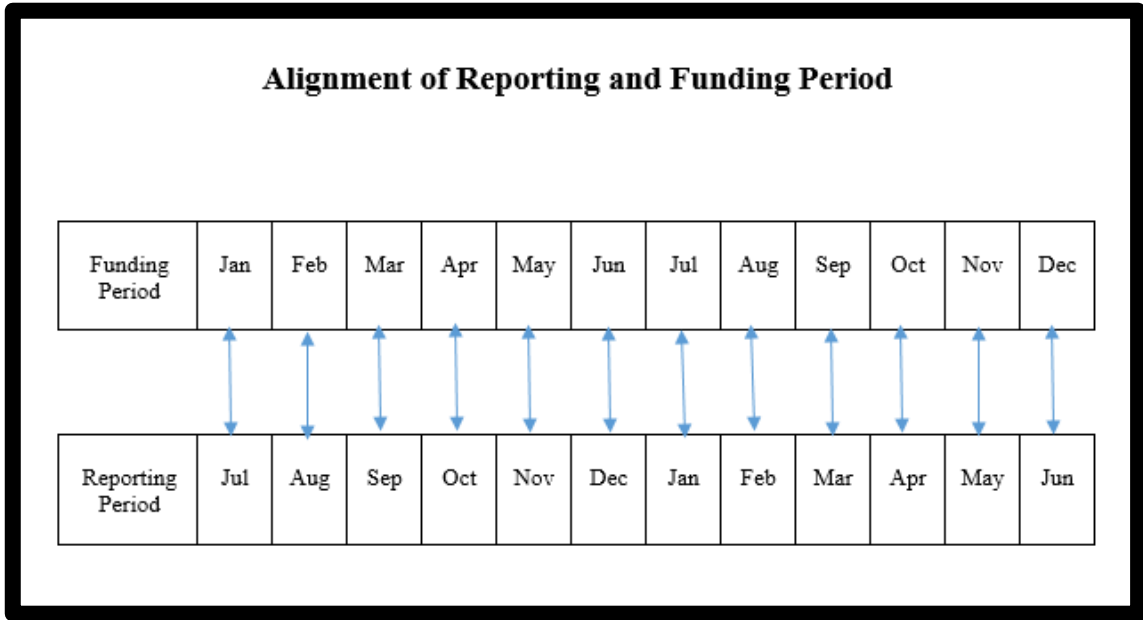 Alignment of Reporting and Funding Period
Funding Period Jan Feb Mar Apr May Jun Jul Aug Sep Oct Nov Dec
Reporting Period Jul Aug Sep Oct Nov Dec Jan Feb Mar Apr May Jun